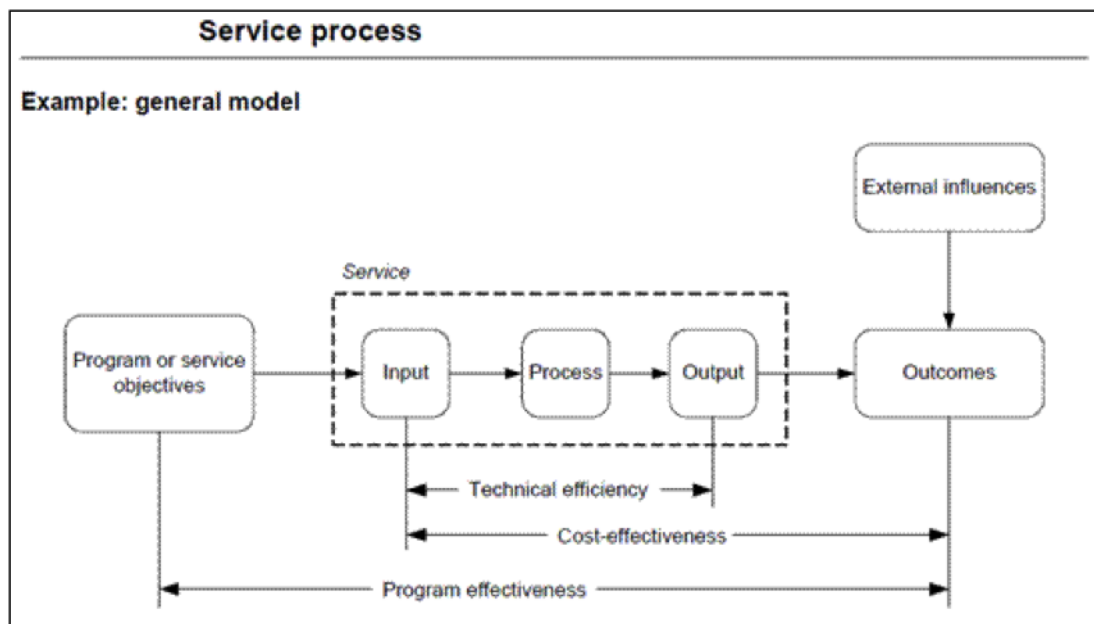 Service process
Example: general model
External influences
Service
Program or service
objectives
Input
Process
Output
Outcomes
Technical efficiency
Cost-effectiveness
Program effectiveness